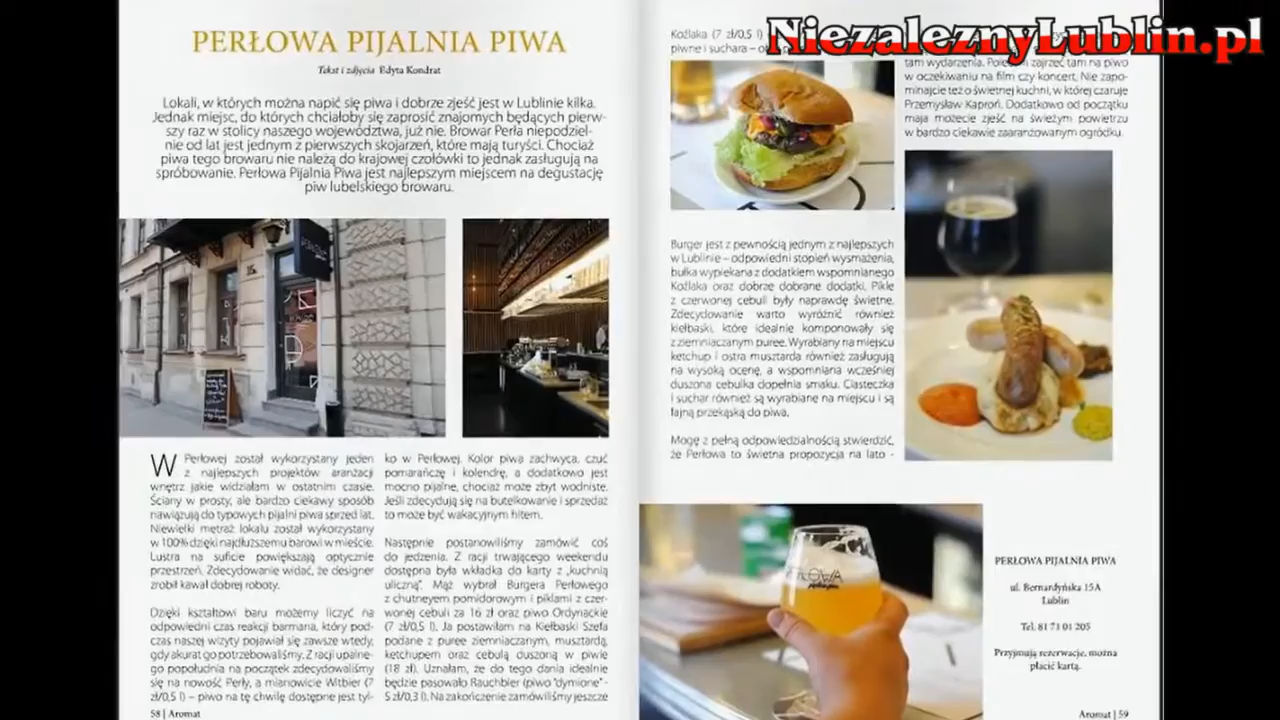 NiezaleznyLublin.pl
PERŁOWA PIJALNIA PIWA
Tekst i zdjęcia Edyta Kondrat
Lokali, w których można napić się piwa i dobrze zjeść jest w Lublinie kilka.
Jednak miejsc, do których chciałoby się zaprosić znajomych będących pierw-
szy raz w stolicy naszego województwa, już nie. Browar Perła niepodziel-
nie od lat jest jednym z pierwszych skojarzeń, które mają turyści. Chociaż
piwa tego browaru nie należą do krajowej czołówki to jednak zasługują na
spróbowanie. Perłowa Pijalnia Piwa jest najlepszym miejscem na degustację
piw lubelskiego browaru.
W Perłowej został wykorzystany jeden
z najlepszych projektów aranżacji
wnętrz jakie widziałam w ostatnim czasie.
Ściany w prosty, ale bardzo ciekawy sposób
nawiązują do typowych pijalni piwa sprzed lat.
Niewielki metraż lokalu został wykorzystany
w 100% dzięki najdłuższemu barowi w mieście.
Lustra na suficie powiększają optycznie
przestrzeń. Zdecydowanie widać, że designer
zrobił kawał dobrej roboty.
Dzięki kształtowi baru możemy liczyć na
odpowiedni czas reakcji barmana, który pod-
czas naszej wizyty pojawiał się zawsze wtedy,
gdy akurat go potrzebowaliśmy. Z racji upalne-
go popołudnia na początek zdecydowaliśmy
się na nowość Perły, a mianowicie Witbier (7
zł/0,5 l) – piwo na tę chwilę dostępne jest tyl-
58 | Aromat
ko w Perłowej. Kolor piwa zachwyca, czuć
pomarańczę i kolendrę, a dodatkowo jest
mocno pijalne, chociaż może zbyt wodniste.
Jeśli zdecydują się na butelkowanie i sprzedaż
to może być wakacyjnym hitem.
Następnie postanowiliśmy zamówić coś
do jedzenia. Z racji trwającego weekendu
dostępna była wkładka do karty z „kuchnią
uliczną”. Mąż wybrał Burgera Perłowego
z chutneyem pomidorowym i piklami z czer-
wonej cebuli za 16 zł oraz piwo Ordynackie
(7 zł/0,5 l). Ja postawiłam na Kiełbaski Szefa
podane z puree ziemniaczanym, musztardą,
ketchupem oraz cebulą duszoną w piwie
(18 zł). Uznałam, że do tego dania idealnie
będzie pasowało Rauchbier (piwo "dymione" -
5 zł/0,3 l). Na zakończenie zamówiliśmy jeszcze
Koźlaka (7 zł/0,5 l)
piwne i suchara –
Burger jest z pewnością jednym z najlepszych
w Lublinie – odpowiedni stopień wysmażenia,
bułka wypiekana z dodatkiem wspomnianego
Koźlaka oraz dobrze dobrane dodatki. Pikle
z czerwonej cebuli były naprawdę świetne.
Zdecydowanie warto wyróżnić również
kiełbaski, które idealnie komponowały się
z ziemniaczanym puree. Wyrabiany na miejscu
ketchup i ostra musztarda również zasługują
na wysoką ocenę, a wspomniana wcześniej
duszona cebulka dopełnia smaku. Ciasteczka
i suchar również są wyrabiane na miejscu i są
fajną przekąską do piwa.
Mogę z pełną odpowiedzialnością stwierdzić,
że Perłowa to świetna propozycja na lato -
tam wydarzenia. zajrzeć tam na piwo
w oczekiwaniu na film czy koncert. Nie zapo-
minajcie też o świetnej kuchni, w której czaruje
Przemysław Kaproń. Dodatkowo od początku
maja możecie zjeść na świeżym powietrzu
w bardzo ciekawie zaaranżowanym ogródku.
PERŁOWA PIJALNIA PIWA
ul. Bernardyńska 15A
Lublin
Tel. 81 71 01 205
Przyjmują rezerwacje, można
płacić kartą.
Aromat | 59